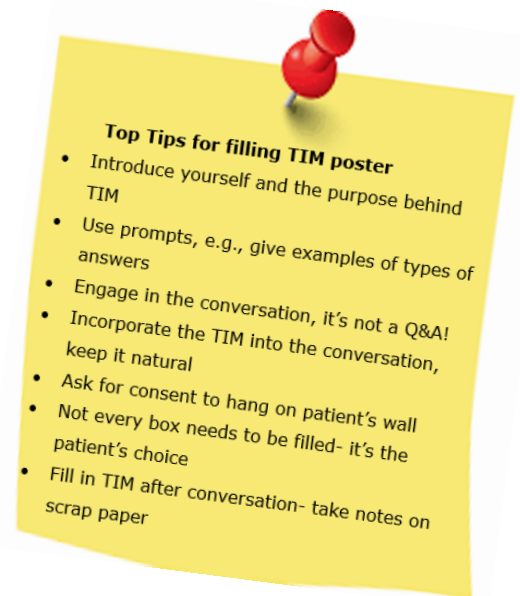 Top Tips for filling TIM poster
• Introduce yourself and the purpose behind
TIM
• Use prompts, e.g., give examples of types of
answers
• Engage in the conversation, it's not a Q&A!
• Incorporate the TIM into the conversation,
keep it natural
• Ask for consent to hang on patient's wall
• Not every box needs to be filled- it's the
patient's choice
• Fill in TIM after conversation- take notes on
scrap paper